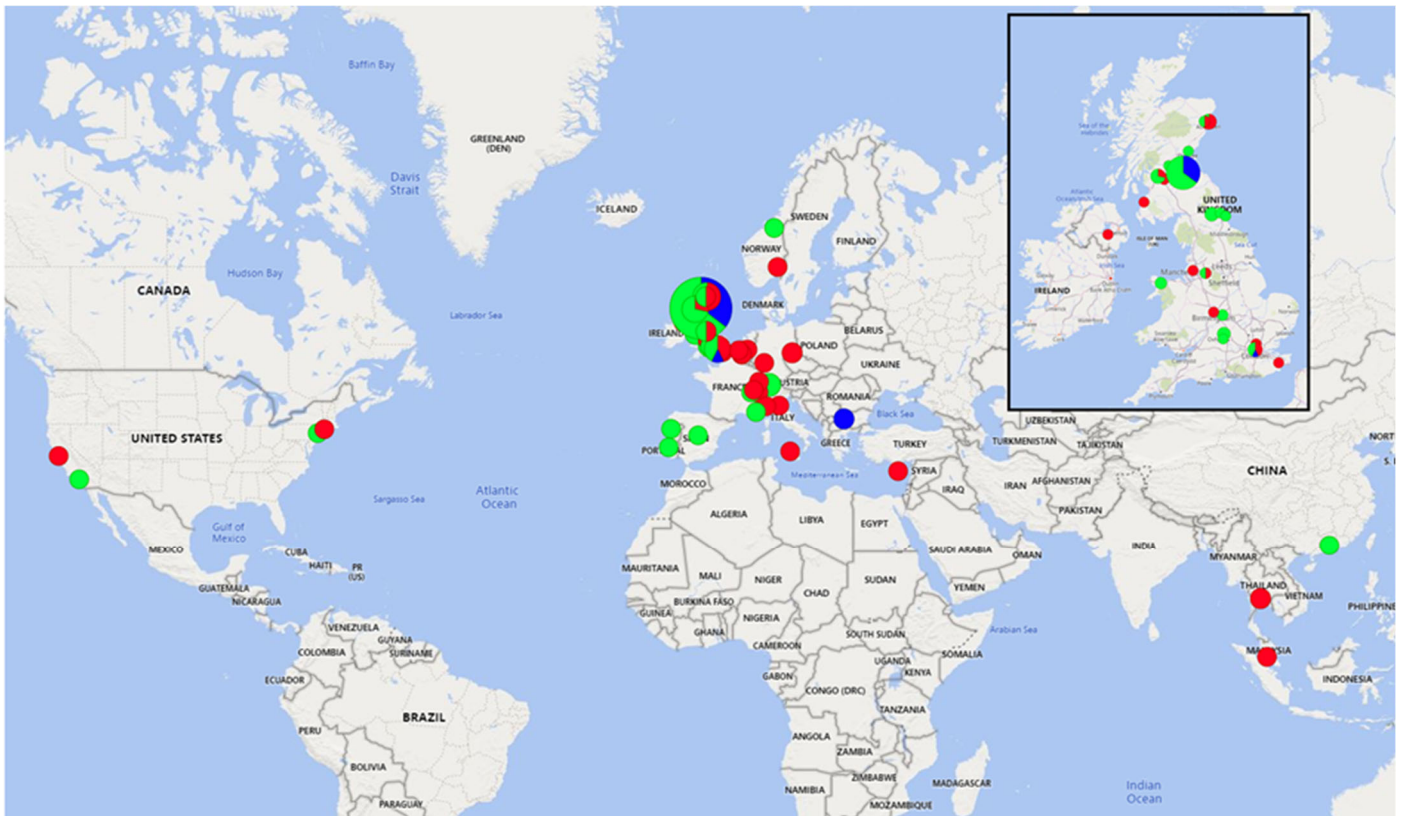 Baffin Bay
GREENLAND
(DEN)
Davis
Strait
ICELAND
SWEDEN
FINLAND
NORWAY
Hudson Bay
CANADA
Labrador Sea
DENMARK
IRELAND
BELARUS
POLAND
UKRAINE
FRANCE
USTRIA
ROMANIA
ITALY
Black Sea
UNITED STATES
GREECE
TURKEY
Mediterranean Sea
SYRIA
Sargasso Sea
Atlantic
Ocean
MOROCCO
IRAQ
IRAN
AFGHANISTAN
UZBEKISTAN
TURKMENISTAN
TAJIKISTAN
PAKISTAN
CHINA
NORT
S.
ALGERIA
LIBYA
EGYPT
Gulf of
Mexico
MEXICO
CUBA
HAITI
PR
(US)
SAUDI ARABIA
OMAN
INDIA
MYANMAR
MAURITANIA
MALI
NIGER
CHAD
SUDAN
YEMEN
THAILAND
VIETNAM
PHILIPPINE
GUATEMALA
NICARAGUA
BURKINA FASO
GUINEA
GHANA
NIGERIA
CAMEROON
SOUTH SUDAN
Arabian Sea
SOMALIA
VENEZUELA
GUYANA
COLOMBIA
SURINAME
ECUADOR
GABON
UGANDA
KENYA
CONGO (DRC)
TANZANIA
INDONESIA
BRAZIL
PERU
ANGOLA
ZAMBIA
BOLIVIA
ZIMBABWE
MADAGASCAR
NAMIBIA
MOZAMBIQUE
PARAGUAY
Indian
Ocean
Sea of the
Hebrides
UNITED
KINGDOM
ISLE OF MAN
IRELAND
Leeds
Sheffield